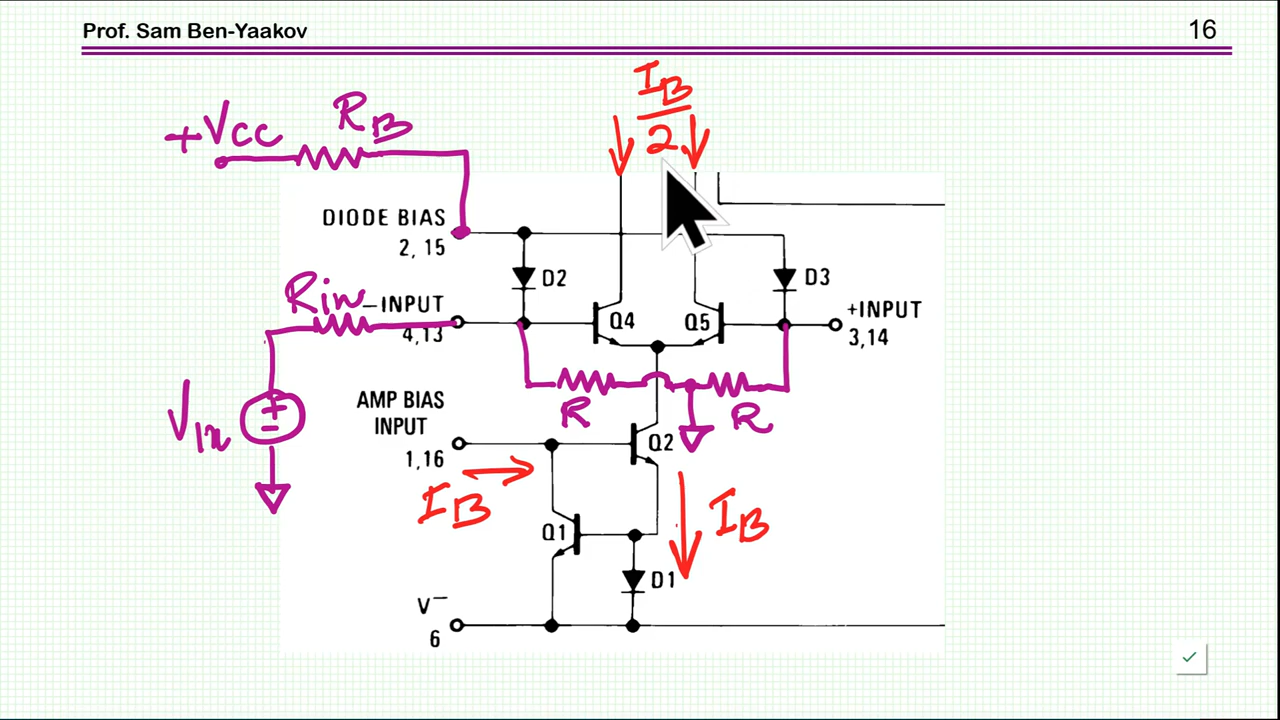 Prof. Sam Ben-Yaakov
16
+VCC
RB
IB
2
DIODE BIAS
2, 15
D2
D3
Rin
−INPUT
4,13
Q4
Q5
+INPUT
3,14
Vin
+
-
R
R
AMP BIAS
INPUT
1,16
Q2
IB
IB
Q1
D1
V−
6